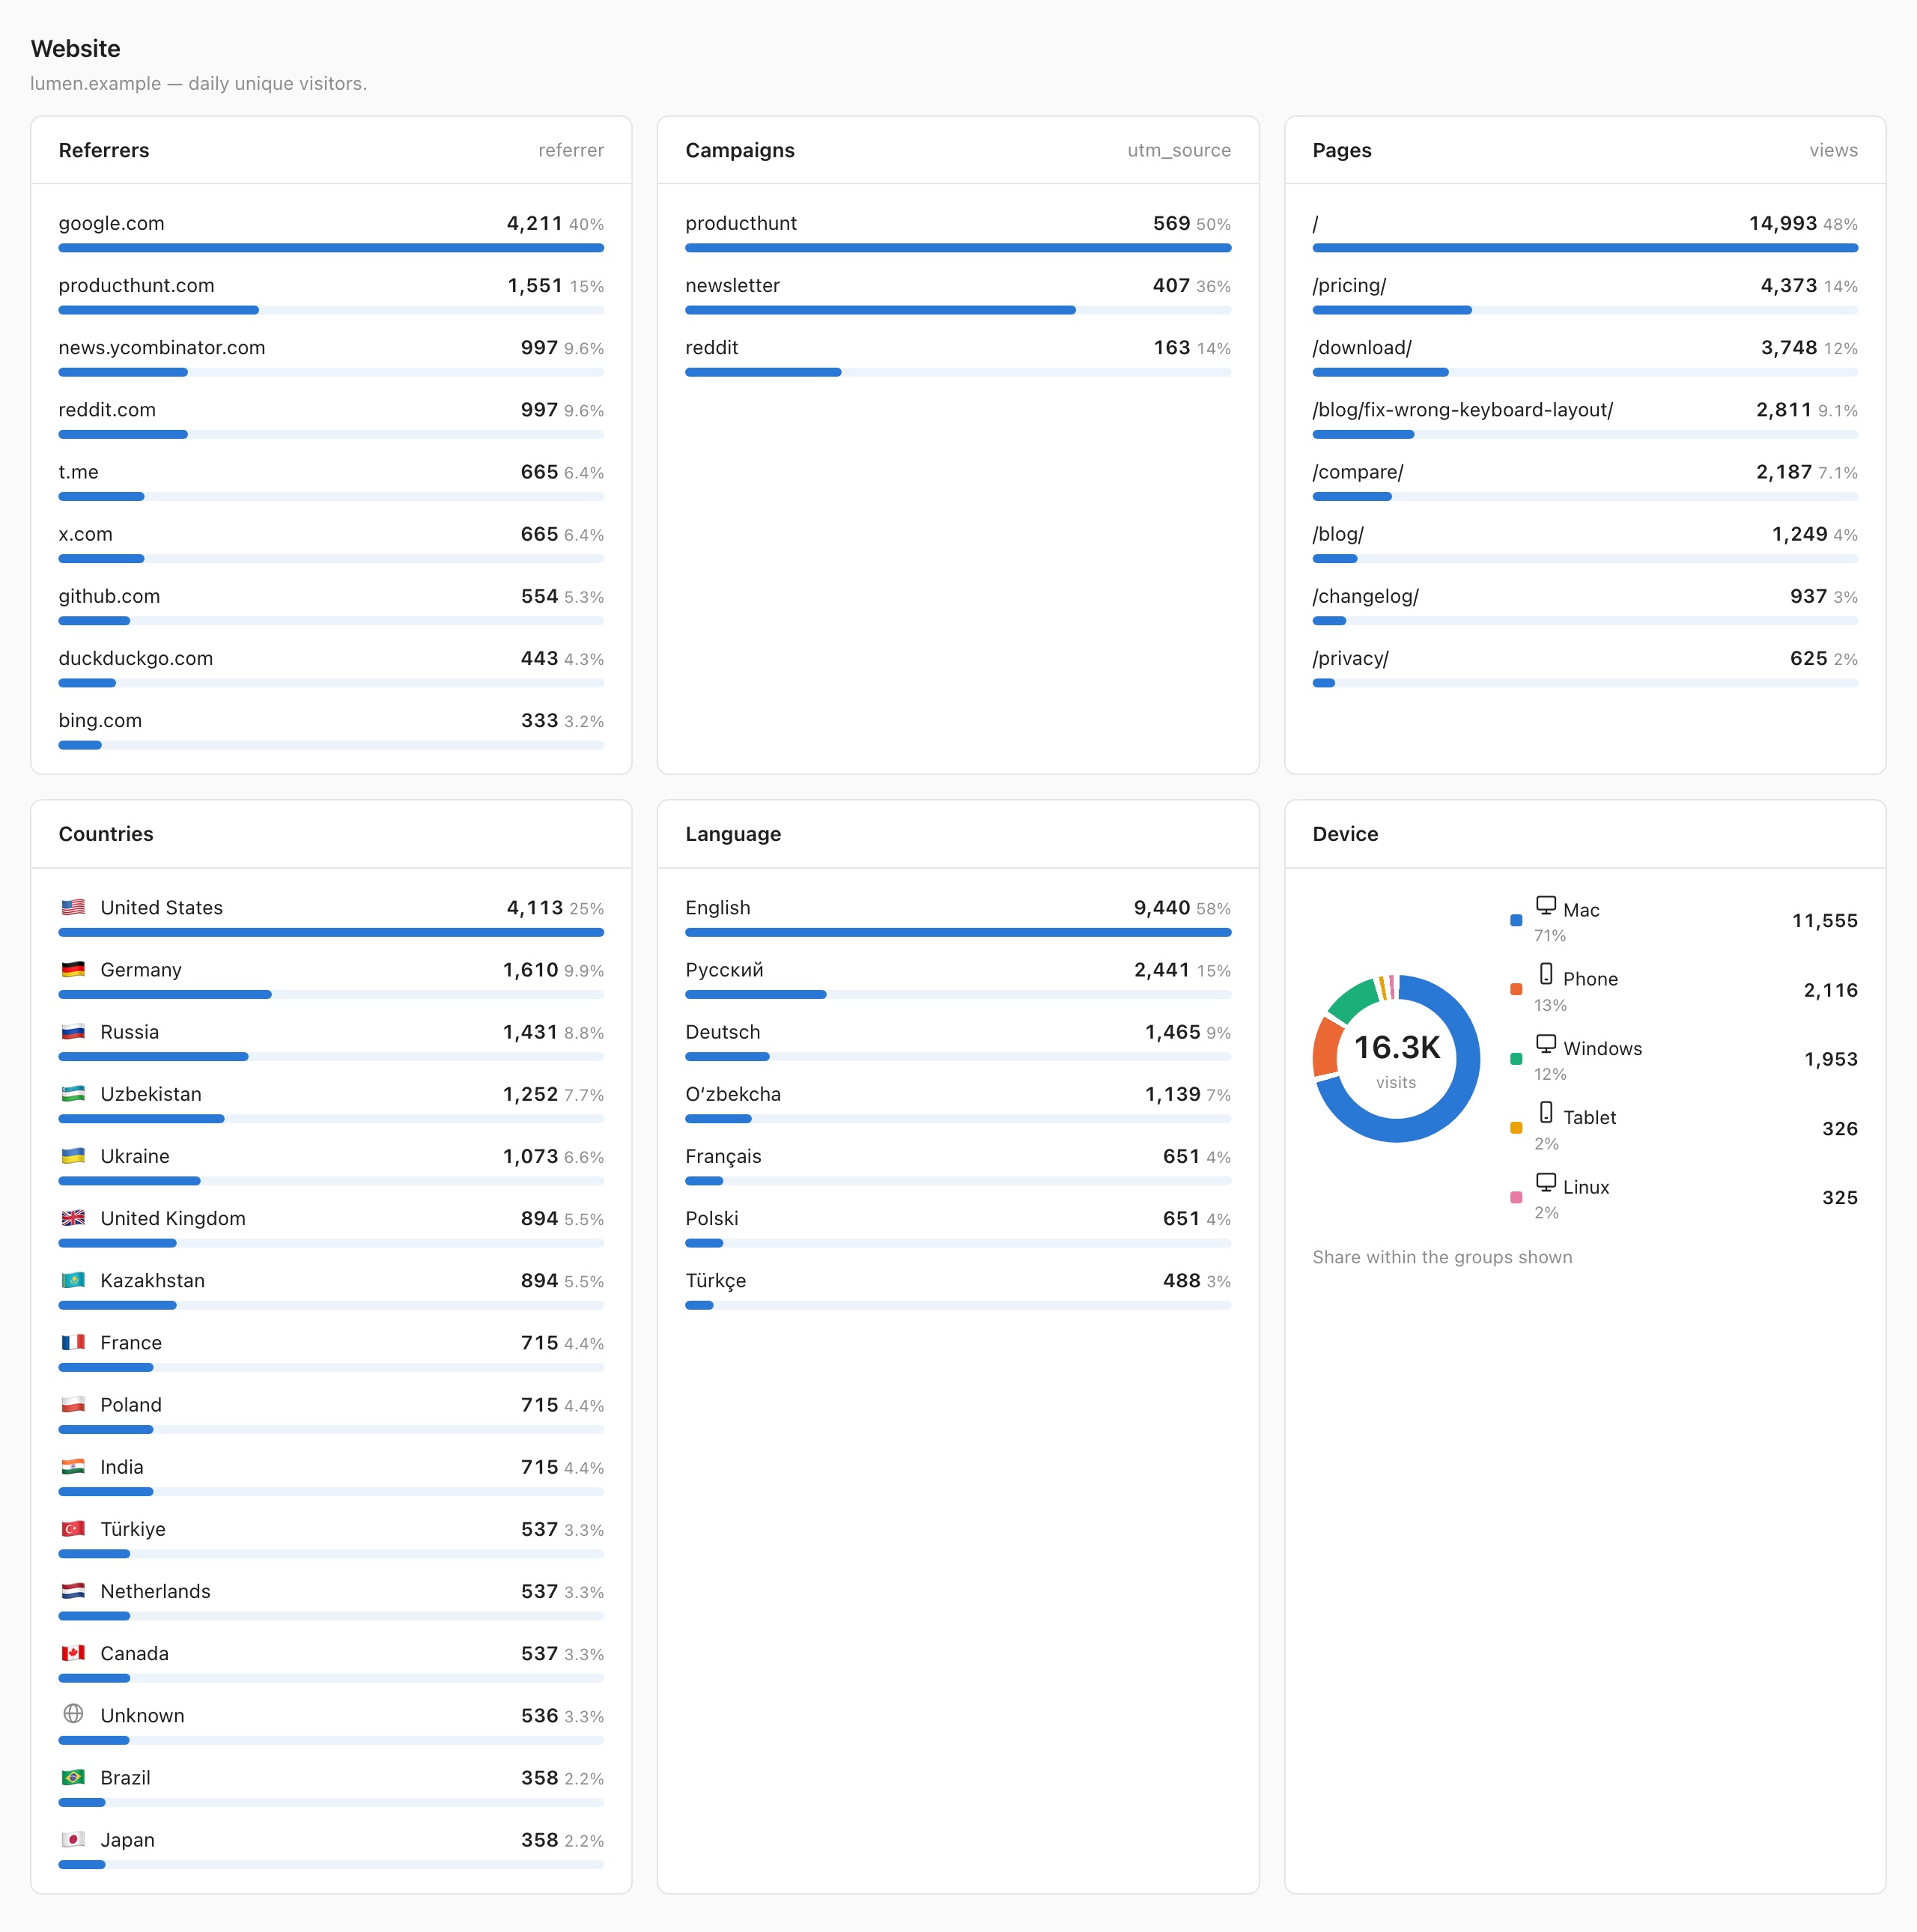 Website
lumen.example — daily unique visitors.
Referrers referrer
google.com 4,211 40%
producthunt.com 1,551 15%
news.ycombinator.com 997 9.6%
reddit.com 997 9.6%
t.me 665 6.4%
x.com 665 6.4%
github.com 554 5.3%
duckduckgo.com 443 4.3%
bing.com 333 3.2%
Campaigns utm_source
producthunt 569 50%
newsletter 407 36%
reddit 163 14%
Pages views
/ 14,993 48%
/pricing/ 4,373 14%
/download/ 3,748 12%
/blog/fix-wrong-keyboard-layout/ 2,811 9.1%
/compare/ 2,187 7.1%
/blog/ 1,249 4%
/changelog/ 937 3%
/privacy/ 625 2%
Countries
United States 4,113 25%
Germany 1,610 9.9%
Russia 1,431 8.8%
Uzbekistan 1,252 7.7%
Ukraine 1,073 6.6%
United Kingdom 894 5.5%
Kazakhstan 894 5.5%
France 715 4.4%
Poland 715 4.4%
India 715 4.4%
Türkiye 537 3.3%
Netherlands 537 3.3%
Canada 537 3.3%
Unknown 536 3.3%
Brazil 358 2.2%
Japan 358 2.2%
Language
English 9,440 58%
Русский 2,441 15%
Deutsch 1,465 9%
Oʻzbekcha 1,139 7%
Français 651 4%
Polski 651 4%
Türkçe 488 3%
Device
16.3K
visits
Mac 11,555
71%
Phone 2,116
13%
Windows 1,953
12%
Tablet 326
2%
Linux 325
2%
Share within the groups shown